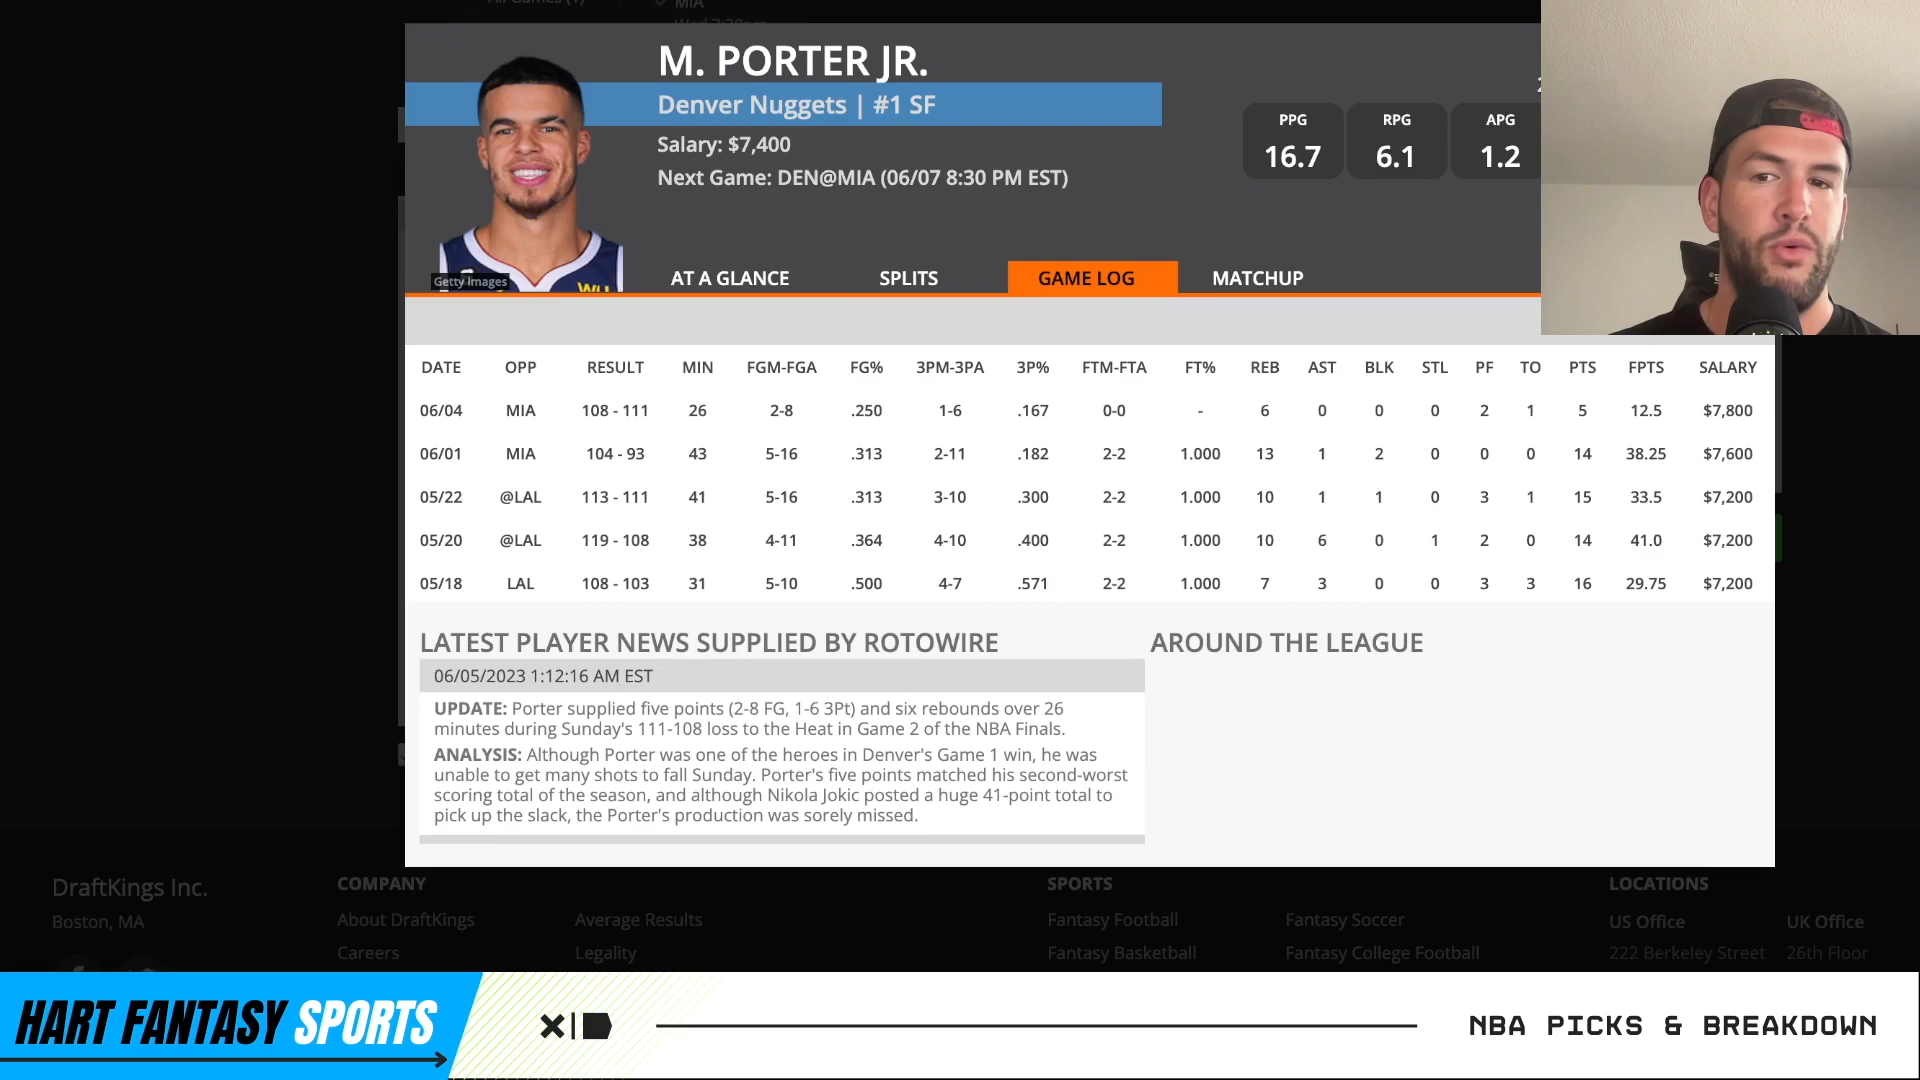 All Games (1)
MIA
M. PORTER JR.
Denver Nuggets | #1 SF
Salary: $7,400
Next Game: DEN@MIA (06/07 8:30 PM EST)
PPG RPG APG
16.7 6.1 1.2
Getty Images
AT A GLANCE SPLITS GAME LOG MATCHUP
DATE OPP RESULT MIN FGM-FGA FG% 3PM-3PA 3P% FTM-FTA FT% REB AST BLK STL PF TO PTS FPTS SALARY
06/04 MIA 108 - 111 26 2-8 .250 1-6 .167 0-0 - 6 0 0 0 2 1 5 12.5 $7,800
06/01 MIA 104 - 93 43 5-16 .313 2-11 .182 2-2 1.000 13 1 2 0 0 0 14 38.25 $7,600
05/22 @LAL 113 - 111 41 5-16 .313 3-10 .300 2-2 1.000 10 1 1 0 3 1 15 33.5 $7,200
05/20 @LAL 119 - 108 38 4-11 .364 4-10 .400 2-2 1.000 10 6 0 1 2 0 14 41.0 $7,200
05/18 LAL 108 - 103 31 5-10 .500 4-7 .571 2-2 1.000 7 3 0 0 3 3 16 29.75 $7,200
LATEST PLAYER NEWS SUPPLIED BY ROTOWIRE
AROUND THE LEAGUE
06/05/2023 1:12:16 AM EST
UPDATE: Porter supplied five points (2-8 FG, 1-6 3Pt) and six rebounds over 26
minutes during Sunday's 111-108 loss to the Heat in Game 2 of the NBA Finals.
ANALYSIS: Although Porter was one of the heroes in Denver's Game 1 win, he was
unable to get many shots to fall Sunday. Porter's five points matched his second-worst
scoring total of the season, and although Nikola Jokic posted a huge 41-point total to
pick up the slack, the Porter's production was sorely missed.
DraftKings Inc.
Boston, MA
COMPANY
About DraftKings Average Results
Careers Legality
SPORTS
Fantasy Football Fantasy Soccer
Fantasy Basketball Fantasy College Football
LOCATIONS
US Office UK Office
222 Berkeley Street 26th Floor
HART FANTASY SPORTS
NBA PICKS & BREAKDOWN